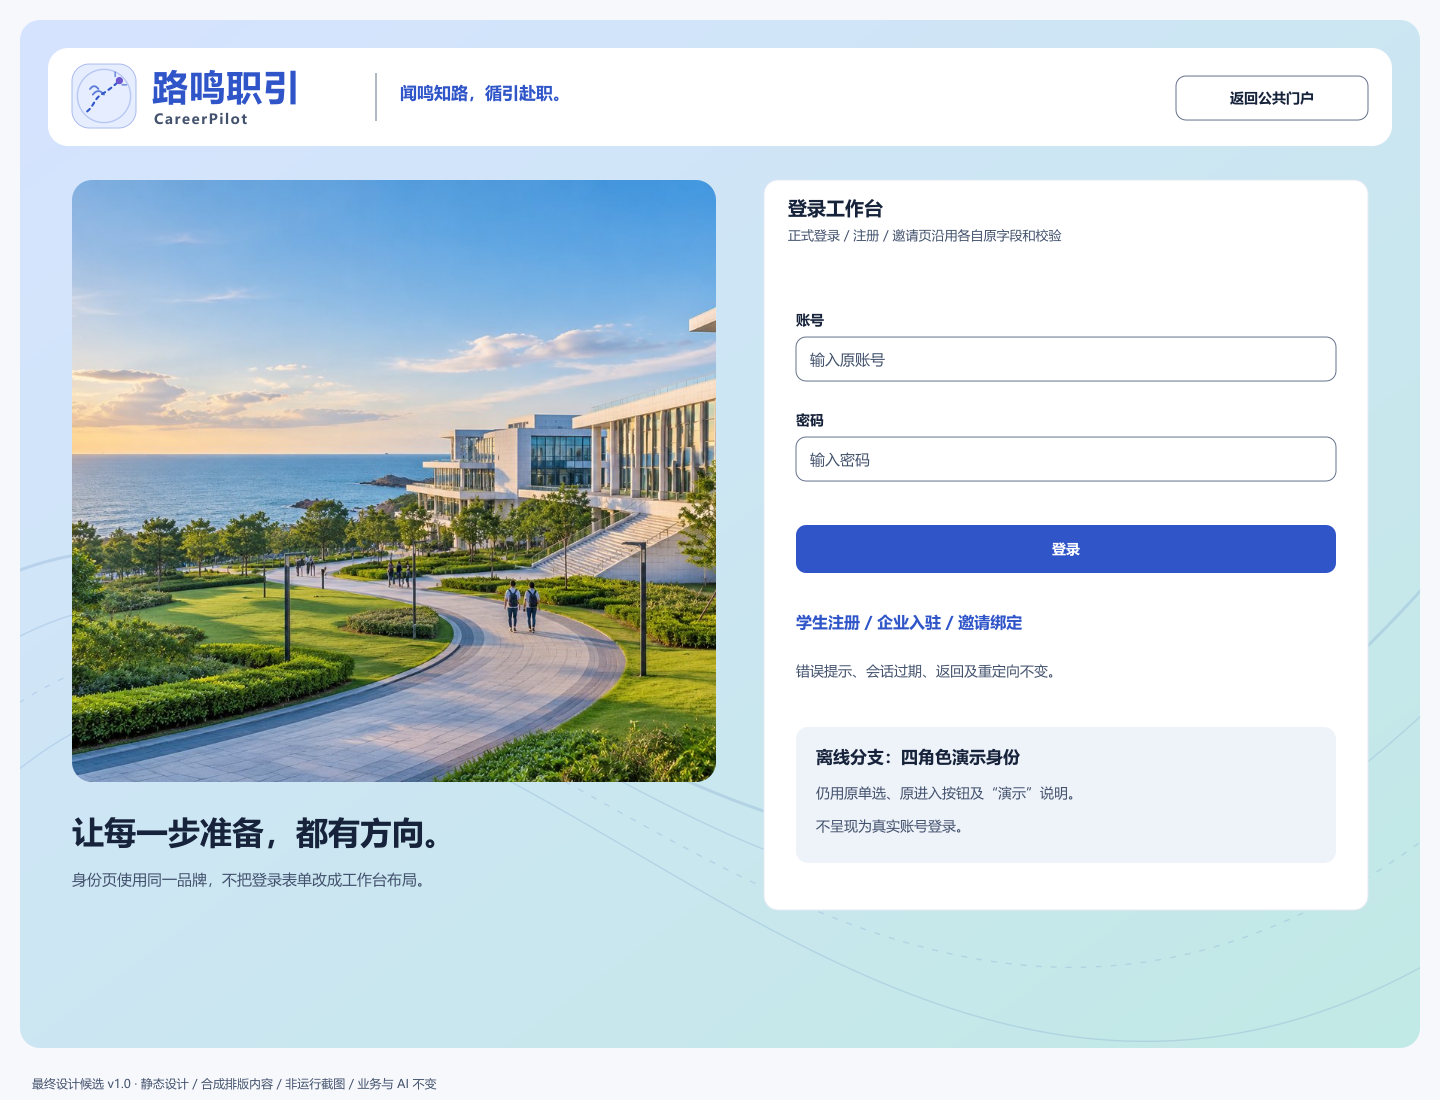 路鸣职引
CareerPilot
闻鸣知路，循引赴职。
返回公共门户
登录工作台
正式登录 / 注册 / 邀请页沿用各自原字段和校验
账号
输入原账号
密码
输入密码
登录
学生注册 / 企业入驻 / 邀请绑定
错误提示、会话过期、返回及重定向不变。
离线分支：四角色演示身份
仍用原单选、原进入按钮及“演示”说明。
不呈现为真实账号登录。
让每一步准备，都有方向。
身份页使用同一品牌，不把登录表单改成工作台布局。
最终设计候选 v1.0 · 静态设计 / 合成排版内容 / 非运行截图 / 业务与 AI 不变